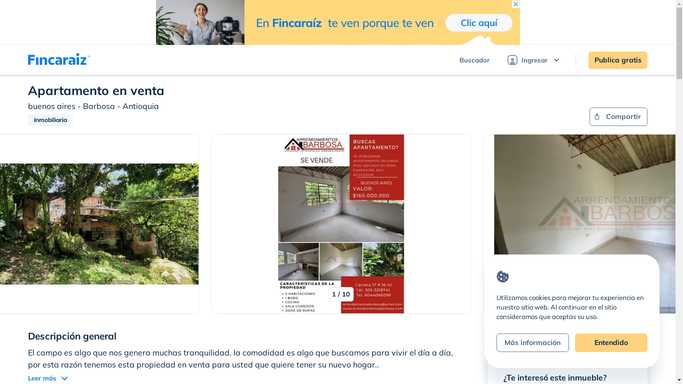 En Fincaraíz te ven porque te ven
Clic aquí
Fincaraíz
Buscador
Ingresar
Publica gratis
Apartamento en venta
buenos aires - Barbosa - Antioquia
Inmobiliaria
Compartir
ARRENDAMIENTOS
BARBOSA
SE VENDE
BUSCAS
APARTAMENTO?
BUENOS AIRES
VALOR:
$160.000.000
CARACTERÍSTICAS DE LA
PROPIEDAD
1 / 10
ARRENDAMIENTOS
BARBOSA
Utilizamos cookies para mejorar tu experiencia en
nuestro sitio web. Al continuar en el sitio
consideramos que aceptas su uso.
Más información
Entendido
Descripción general
El campo es algo que nos genera muchas tranquilidad, la comodidad es algo que buscamos para vivir el día a día,
por esta razón tenemos esta propiedad en venta para usted que quiere tener su nuevo hogar..
Leer más
¿Te interesó este inmueble?